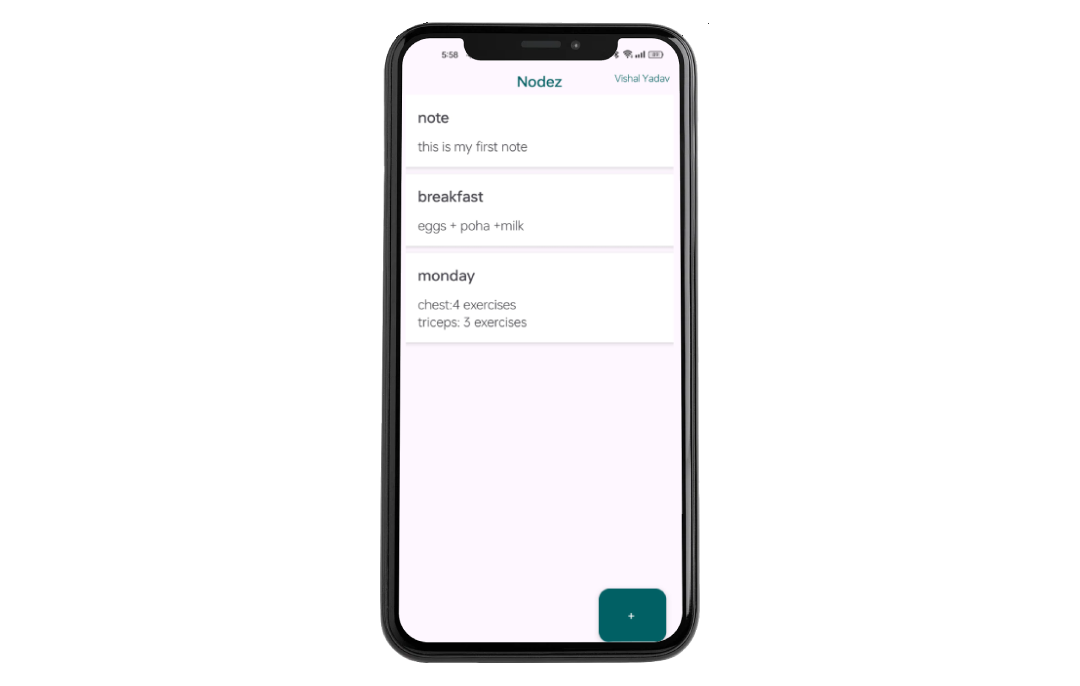 5:58
Nodez
Vishal Yadav
note
this is my first note
breakfast
eggs + poha +milk
monday
chest:4 exercises
triceps: 3 exercises
+